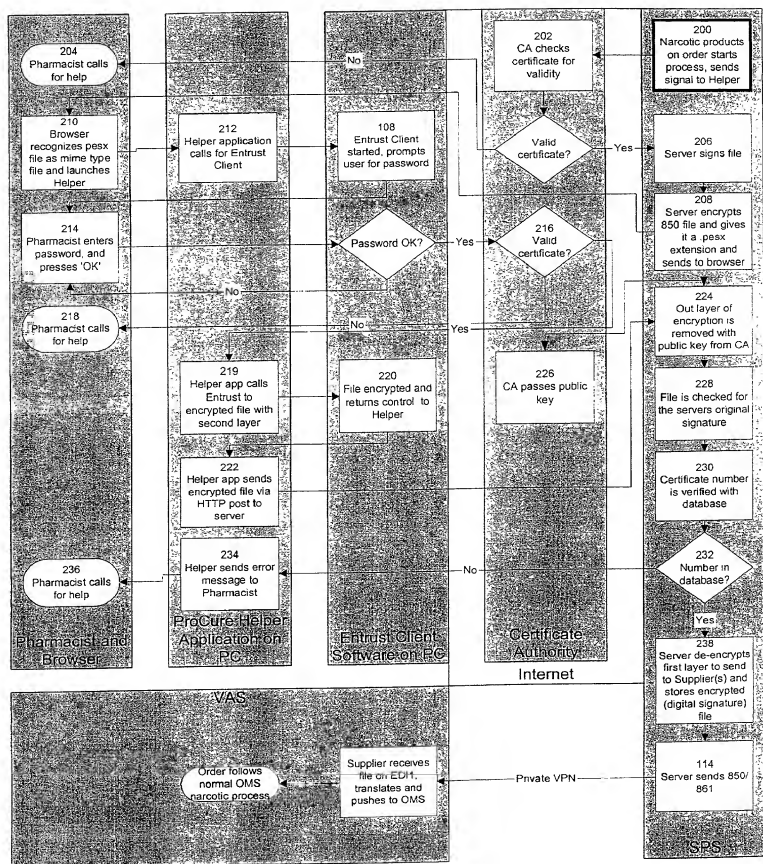 204
Pharmacist calls
for help
No
202
CA checks
certificate for
validity
200
Narcotic products
on order starts
process, sends
signal to Helper
210
Browser
recognizes pesx
file as mime type
file and launches
Helper
212
Helper application
calls for Entrust
Client
108
Entrust Client
started, prompts
user for password
Valid
certificate?
Yes
206
Server signs file
214
Pharmacist enters
password, and
presses 'OK'
Password OK?
Yes
216
Valid
certificate?
208
Server encrypts
850 file and gives
it a .pesx
extension and
sends to browser
No
218
Pharmacist calls
for help
No
Yes
224
Out layer of
encryption is
removed with
public key from CA
219
Helper app calls
Entrust to
encrypted file with
second layer
220
File encrypted and
returns control to
Helper
226
CA passes public
key
228
File is checked for
the servers original
signature
222
Helper app sends
encrypted file via
HTTP post to
server
230
Certificate number
is verified with
database
236
Pharmacist calls
for help
234
Helper sends error
message to
Pharmacist
No
232
Number in
database?
Yes
Pharmacist and
Browser
ProCure Helper
Application on
PC
Entrust Client
Software on PC
Certificate
Authority
Internet
238
Server de-encrypts
first layer to send
to Supplier(s) and
stores encrypted
(digital signature)
file
VAS
Order follows
normal OMS
narcotic process
Supplier receives
file on EDI1,
translates and
pushes to OMS
Private VPN
114
Server sends 850/
861
SPS